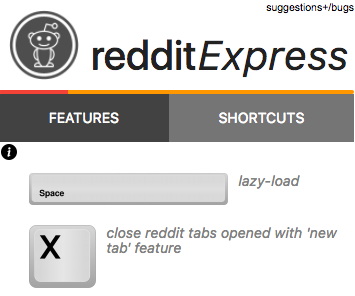 suggestions+/bugs
redditExpress
FEATURES
SHORTCUTS
i
Space
lazy-load
X
close reddit tabs opened with 'new
tab' feature